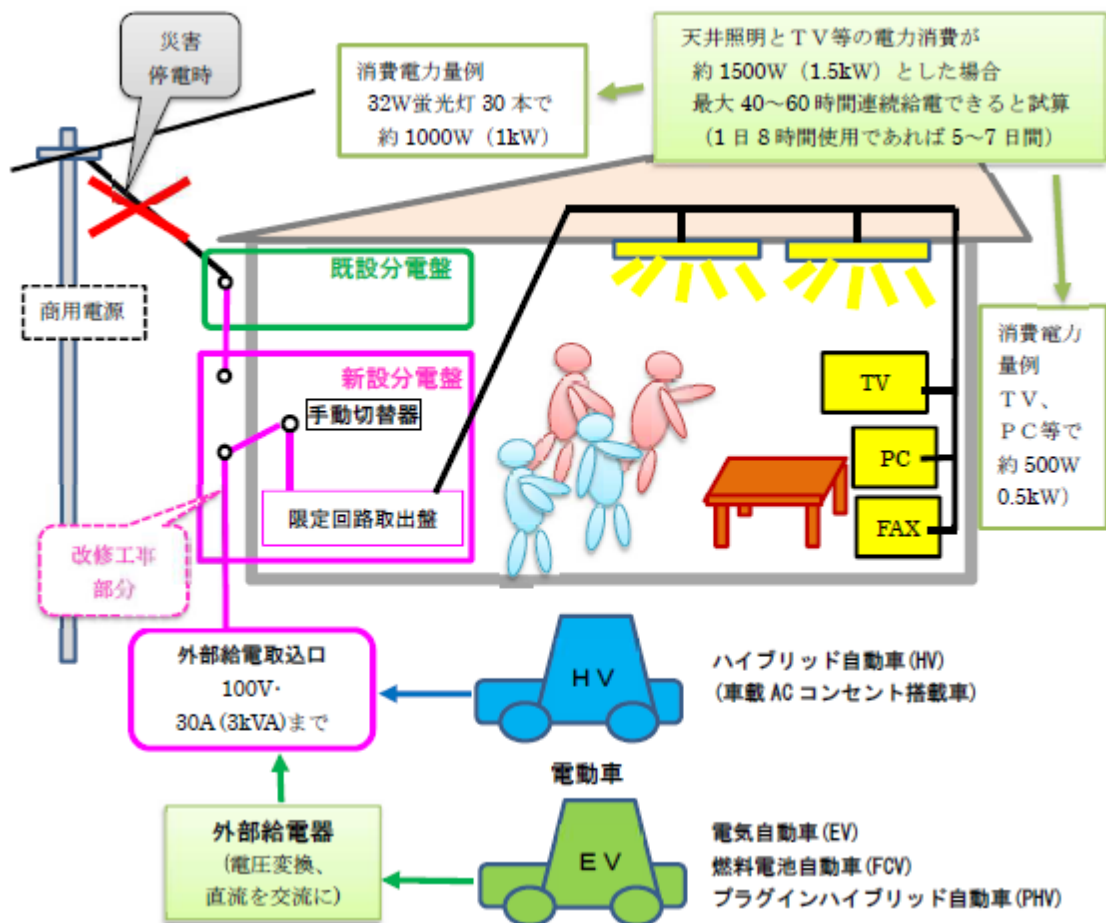 災害
停電時
消費電力量例
32W蛍光灯 30 本で
約 1000W（1kW）
天井照明とＴＶ等の電力消費が
約 1500W（1.5kW）とした場合
最大 40～60 時間連続給電できると試算
（1 日 8 時間使用であれば 5～7 日間）
既設分電盤
商用電源
新設分電盤
手動切替器
限定回路取出盤
改修工事
部分
TV
PC
FAX
消費電力
量例
ＴＶ、
ＰＣ等で
約 500W
0.5kW）
外部給電取込口
100V･
30A (3kVA)まで
ＨＶ
ハイブリッド自動車(HV)
(車載 AC コンセント搭載車)
電動車
外部給電器
(電圧変換、
直流を交流に)
ＥＶ
電気自動車(EV)
燃料電池自動車(FCV)
プラグインハイブリッド自動車(PHV)